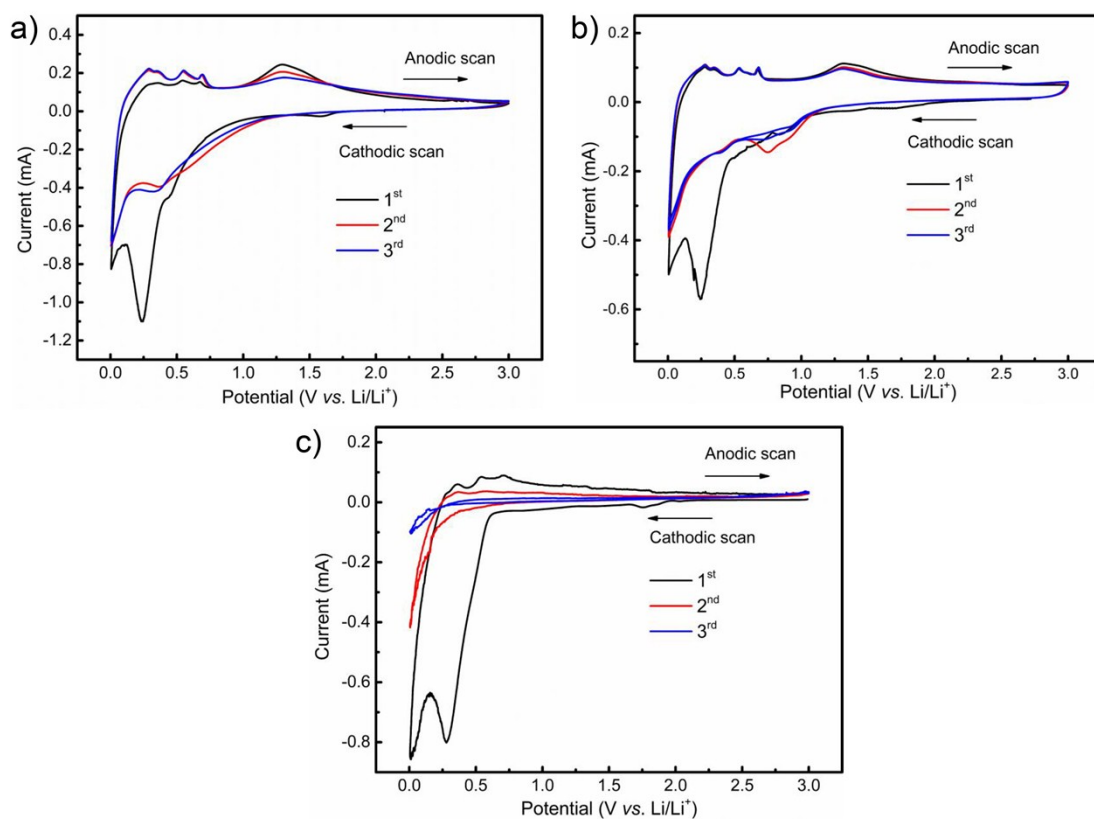 a)
0.4
0.2
0.0
-0.2
-0.4
-0.6
-0.8
-1.0
-1.2
Current (mA)
Anodic scan
Cathodic scan
1st
2nd
3rd
0.0 0.5 1.0 1.5 2.0 2.5 3.0
Potential (V vs. Li/Li+)
b)
0.2
0.0
-0.2
-0.4
-0.6
Current (mA)
Anodic scan
Cathodic scan
1st
2nd
3rd
0.0 0.5 1.0 1.5 2.0 2.5 3.0
Potential (V vs. Li/Li+)
c)
0.2
0.0
-0.2
-0.4
-0.6
-0.8
Current (mA)
Anodic scan
Cathodic scan
1st
2nd
3rd
0.0 0.5 1.0 1.5 2.0 2.5 3.0
Potential (V vs. Li/Li+)